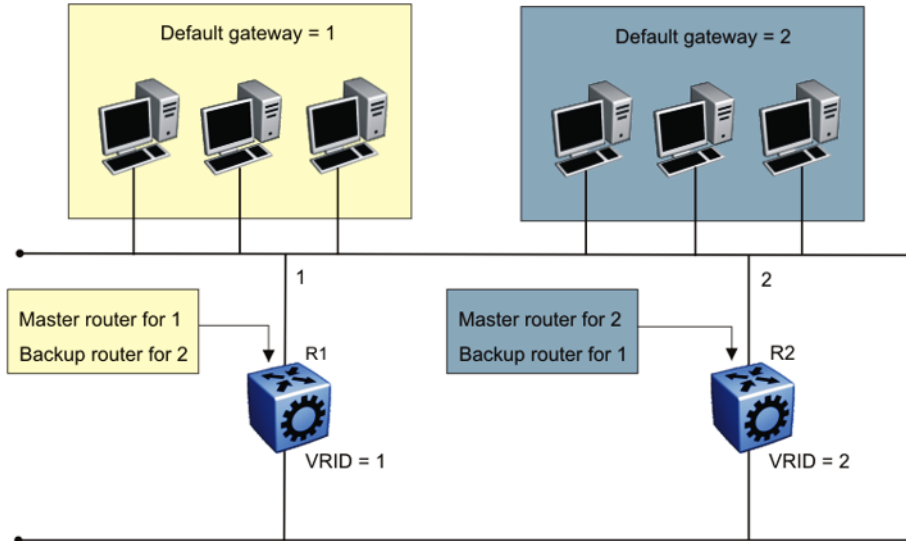 Default gateway = 1
Default gateway = 2
1
2
Master router for 1
Backup router for 2
Master router for 2
Backup router for 1
R1
R2
VRID = 1
VRID = 2